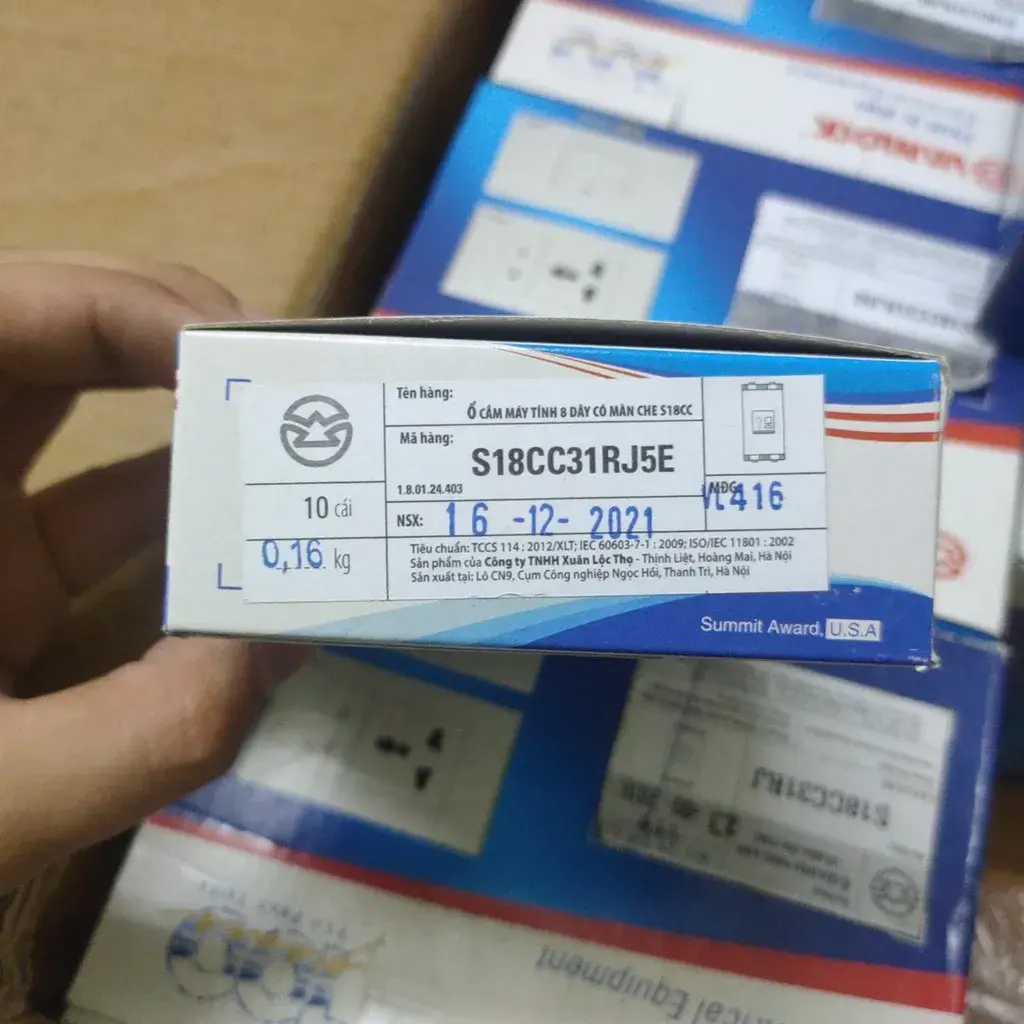 VANLOCK
Tên hàng:
Ổ CẮM MÁY TÍNH 8 DÂY CÓ MÀN CHE S18CC
Mã hàng:
S18CC31RJ5E
1.8.01.24.403
10 cái
NSX: 16 -12- 2021
MĐG:
VL416
0,16 kg
Tiêu chuẩn: TCCS 114 : 2012/XLT; IEC 60603-7-1 : 2009; ISO/IEC 11801 : 2002
Sản phẩm của Công ty TNHH Xuân Lộc Thọ - Thịnh Liệt, Hoàng Mai, Hà Nội
Sản xuất tại: Lô CN9, Cụm Công nghiệp Ngọc Hồi, Thanh Trì, Hà Nội
Summit Award, U.S.A
S18CC31RJ
Equipment